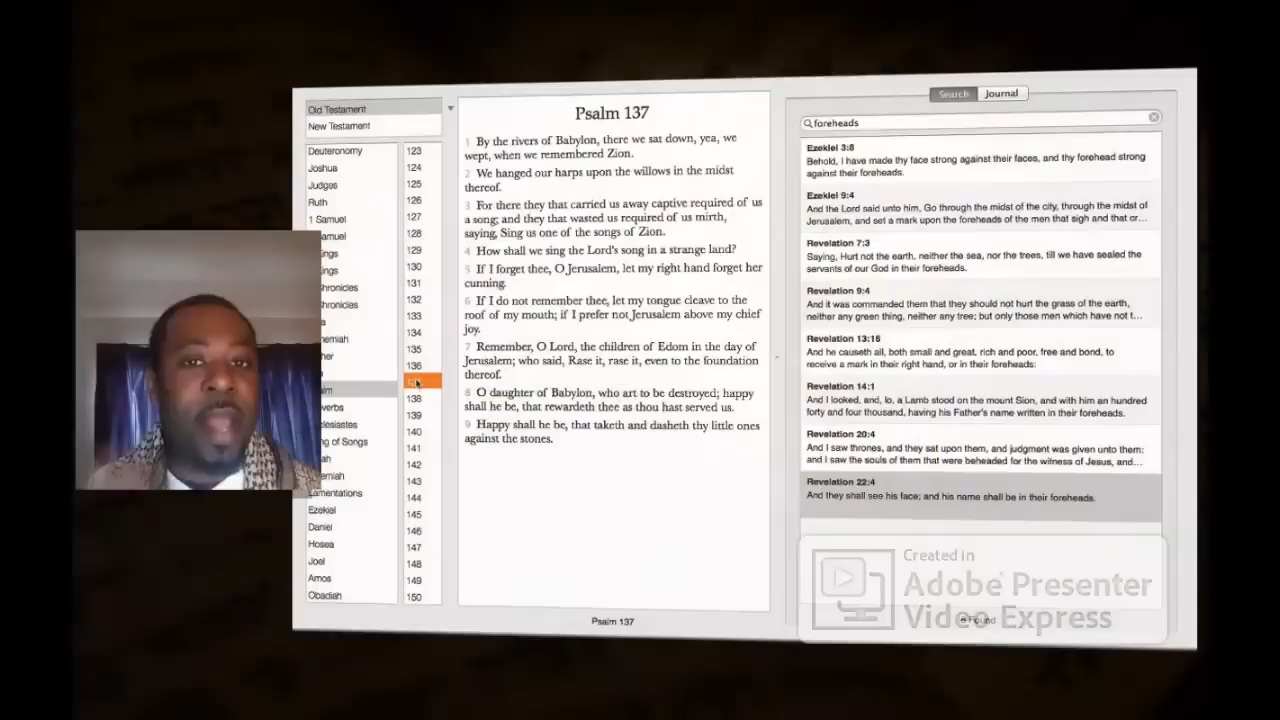 Old Testament
New Testament
Deuteronomy
Joshua
Judges
Ruth
1 Samuel
amuel
ings
ings
hronicles
hronicles
a
hemiah
her
alm
verbs
clesiastes
ng of Songs
ah
emiah
Lamentations
Ezekiel
Daniel
Hosea
Joel
Amos
Obadiah
123
124
125
126
127
128
129
130
131
132
133
134
135
136
138
139
140
141
142
143
144
145
146
147
148
149
150
Psalm 137
1 By the rivers of Babylon, there we sat down, yea, we
wept, when we remembered Zion.
2 We hanged our harps upon the willows in the midst
thereof.
3 For there they that carried us away captive required of us
a song; and they that wasted us required of us mirth,
saying, Sing us one of the songs of Zion.
4 How shall we sing the Lord's song in a strange land?
5 If I forget thee, O Jerusalem, let my right hand forget her
cunning.
6 If I do not remember thee, let my tongue cleave to the
roof of my mouth; if I prefer not Jerusalem above my chief
joy.
7 Remember, O Lord, the children of Edom in the day of
Jerusalem; who said, Rase it, rase it, even to the foundation
thereof.
8 O daughter of Babylon, who art to be destroyed; happy
shall he be, that rewardeth thee as thou hast served us.
9 Happy shall he be, that taketh and dasheth thy little ones
against the stones.
Psalm 137
Search Journal
foreheads
Ezekiel 3:8
Behold, I have made thy face strong against their faces, and thy forehead strong
against their foreheads.
Ezekiel 9:4
And the Lord said unto him, Go through the midst of the city, through the midst of
Jerusalem, and set a mark upon the foreheads of the men that sigh and that cr...
Revelation 7:3
Saying, Hurt not the earth, neither the sea, nor the trees, till we have sealed the
servants of our God in their foreheads.
Revelation 9:4
And it was commanded them that they should not hurt the grass of the earth,
neither any green thing, neither any tree; but only those men which have not t...
Revelation 13:16
And he causeth all, both small and great, rich and poor, free and bond, to
receive a mark in their right hand, or in their foreheads:
Revelation 14:1
And I looked, and, lo, a Lamb stood on the mount Sion, and with him an hundred
forty and four thousand, having his Father's name written in their foreheads.
Revelation 20:4
And I saw thrones, and they sat upon them, and judgment was given unto them:
and I saw the souls of them that were beheaded for the witness of Jesus, and...
Revelation 22:4
And they shall see his face; and his name shall be in their foreheads.
8 Found
Created in
Adobe Presenter
Video Express